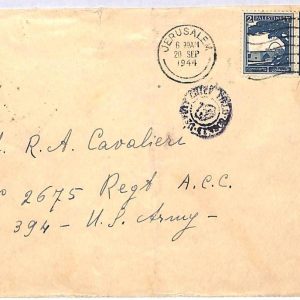 JERUSALEM
20 SEP
1944
2 PALESTINE
R. A. Cavalieri
2675 Regt A.C.C.
394 - U.S. Army -